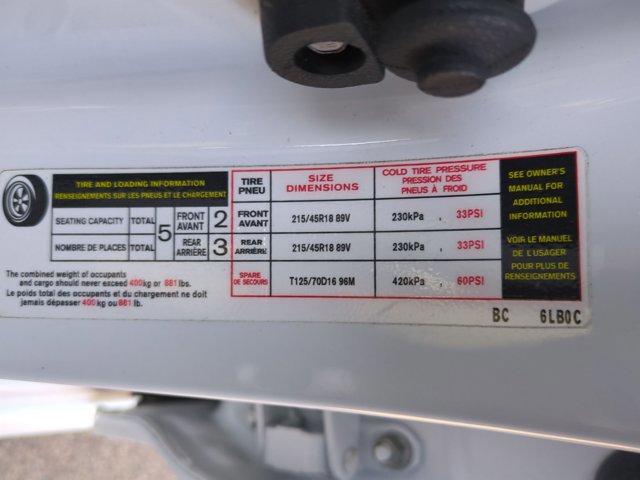 TIRE AND LOADING INFORMATION
RENSEIGNEMENTS SUR LES PNEUS ET LE CHARGEMENT
SEATING CAPACITY TOTAL 5 FRONT AVANT 2
NOMBRE DE PLACES TOTAL REAR ARRIÈRE 3
The combined weight of occupants
and cargo should never exceed 400kg or 881 lbs.
Le poids total des occupants et du chargement ne doit
jamais dépasser 400 kg ou 881 lb.
TIRE
PNEU
SIZE
DIMENSIONS
COLD TIRE PRESSURE
PRESSION DES
PNEUS À FROID
FRONT
AVANT
215/45R18 89V
230kPa , 33PSI
REAR
ARRIÈRE
215/45R18 89V
230kPa , 33PSI
SPARE
DE SECOURS
T125/70D16 96M
420kPa , 60PSI
SEE OWNER'S
MANUAL FOR
ADDITIONAL
INFORMATION
VOIR LE MANUEL
DE L'USAGER
POUR PLUS DE
RENSEIGNEMENTS
BC 6LB0C